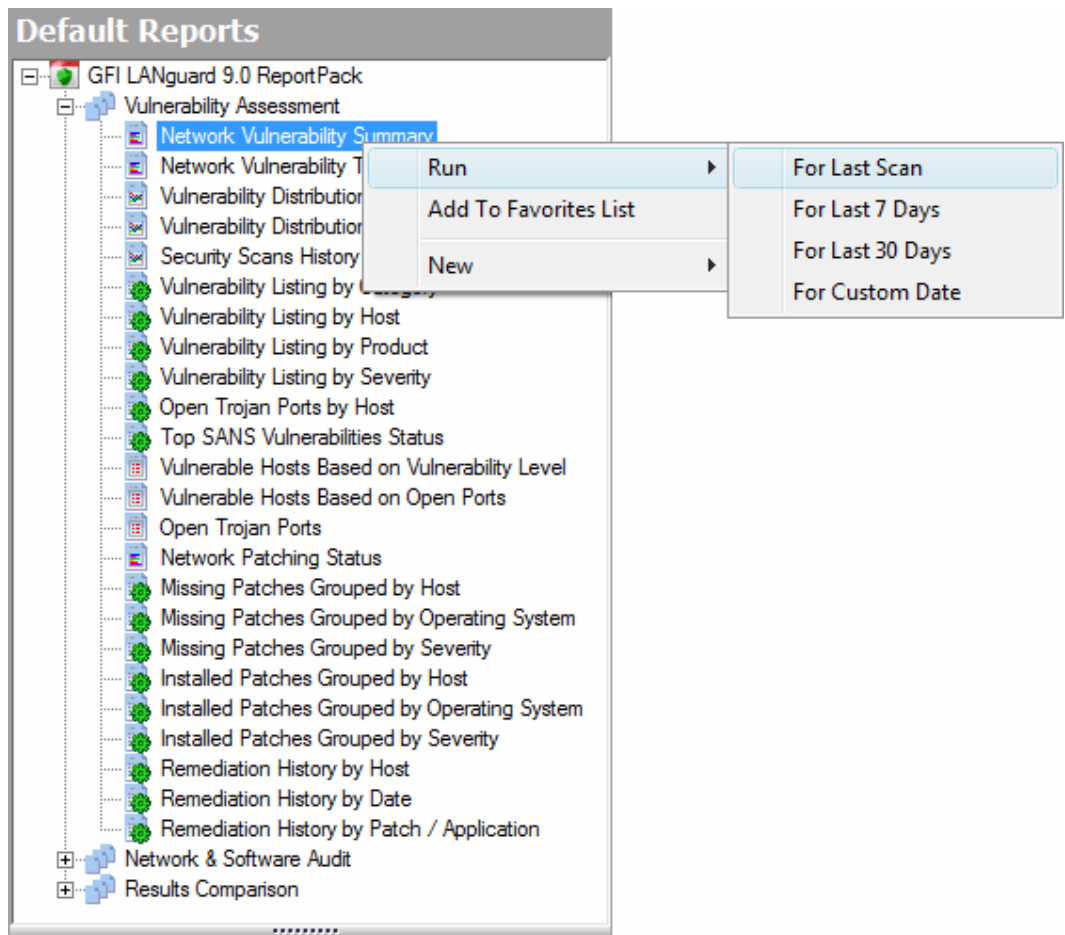 Default Reports
GFI LANguard 9.0 ReportPack
Vulnerability Assessment
Network Vulnerability Summary
Network Vulnerability T
Vulnerability Distribution
Vulnerability Distribution
Security Scans History
Vulnerability Listing by Category
Vulnerability Listing by Host
Vulnerability Listing by Product
Vulnerability Listing by Severity
Open Trojan Ports by Host
Top SANS Vulnerabilities Status
Vulnerable Hosts Based on Vulnerability Level
Vulnerable Hosts Based on Open Ports
Open Trojan Ports
Network Patching Status
Missing Patches Grouped by Host
Missing Patches Grouped by Operating System
Missing Patches Grouped by Severity
Installed Patches Grouped by Host
Installed Patches Grouped by Operating System
Installed Patches Grouped by Severity
Remediation History by Host
Remediation History by Date
Remediation History by Patch / Application
Network & Software Audit
Results Comparison
Run
Add To Favorites List
New
For Last Scan
For Last 7 Days
For Last 30 Days
For Custom Date